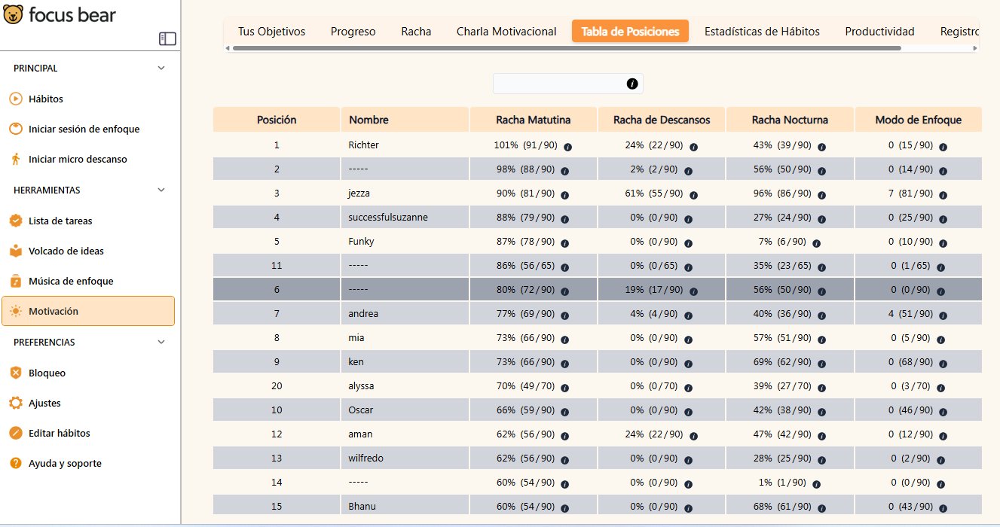 focus bear
PRINCIPAL
Hábitos
Iniciar sesión de enfoque
Iniciar micro descanso
HERRAMIENTAS
Lista de tareas
Volcado de ideas
Música de enfoque
Motivación
PREFERENCIAS
Bloqueo
Ajustes
Editar hábitos
Ayuda y soporte
Tus Objetivos Progreso Racha Charla Motivacional Tabla de Posiciones Estadísticas de Hábitos Productividad Registro
Posición Nombre Racha Matutina Racha de Descansos Racha Nocturna Modo de Enfoque
1 Richter 101% (91/90) 24% (22/90) 43% (39/90) 0 (15/90)
2 ----- 98% (88/90) 2% (2/90) 56% (50/90) 0 (14/90)
3 jezza 90% (81/90) 61% (55/90) 96% (86/90) 7 (81/90)
4 successfulsuzanne 88% (79/90) 0% (0/90) 27% (24/90) 0 (25/90)
5 Funky 87% (78/90) 0% (0/90) 7% (6/90) 0 (10/90)
11 ----- 86% (56/65) 0% (0/65) 35% (23/65) 0 (1/65)
6 ----- 80% (72/90) 19% (17/90) 56% (50/90) 0 (0/90)
7 andrea 77% (69/90) 4% (4/90) 40% (36/90) 4 (51/90)
8 mia 73% (66/90) 0% (0/90) 57% (51/90) 0 (5/90)
9 ken 73% (66/90) 0% (0/90) 69% (62/90) 0 (68/90)
20 alyssa 70% (49/70) 0% (0/70) 39% (27/70) 0 (3/70)
10 Oscar 66% (59/90) 0% (0/90) 42% (38/90) 0 (46/90)
12 aman 62% (56/90) 24% (22/90) 47% (42/90) 0 (12/90)
13 wilfredo 62% (56/90) 0% (0/90) 28% (25/90) 0 (2/90)
14 ----- 60% (54/90) 0% (0/90) 1% (1/90) 0 (0/90)
15 Bhanu 60% (54/90) 0% (0/90) 68% (61/90) 0 (43/90)